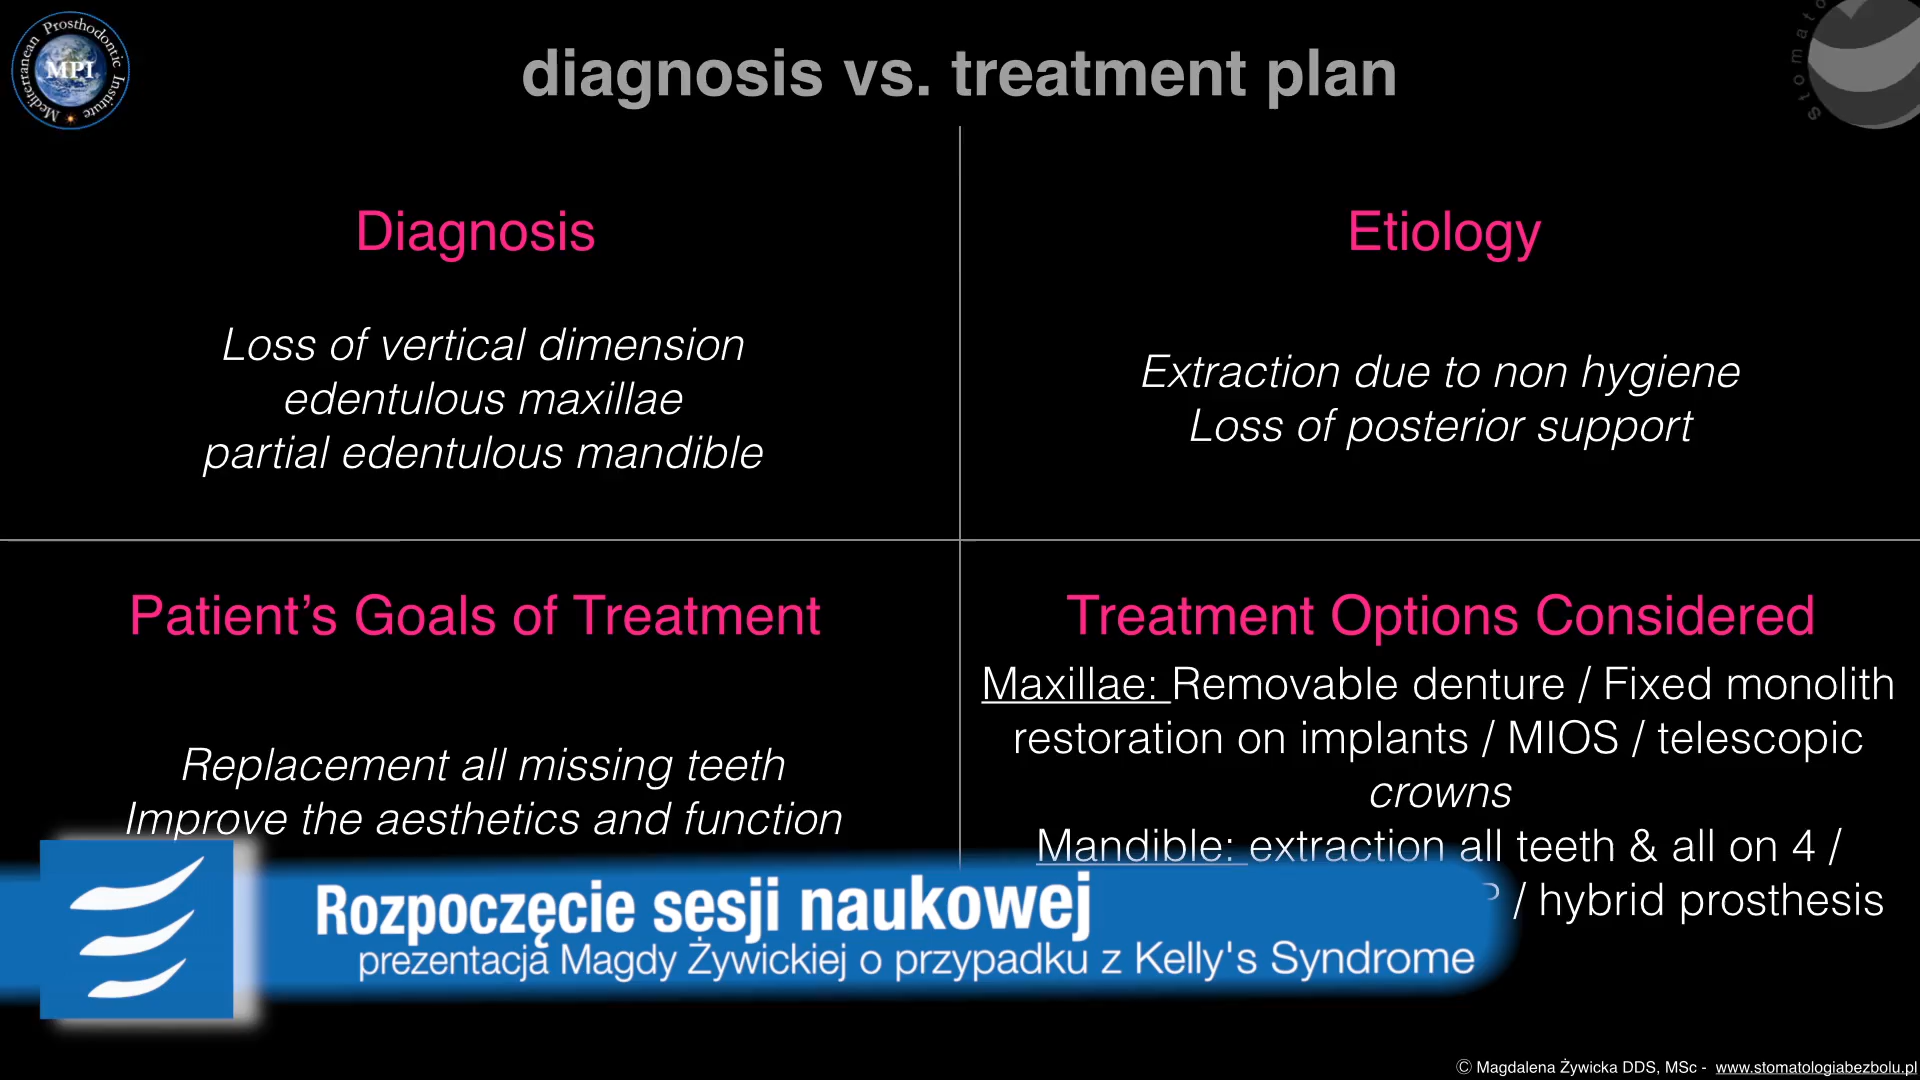 Mediterranean Prosthodontic Institute
MPI
stomato
diagnosis vs. treatment plan
Diagnosis
Loss of vertical dimension
edentulous maxillae
partial edentulous mandible
Etiology
Extraction due to non hygiene
Loss of posterior support
Patient’s Goals of Treatment
Replacement all missing teeth
Improve the aesthetics and function
Treatment Options Considered
Maxillae: Removable denture / Fixed monolith
restoration on implants / MIOS / telescopic
crowns
Mandible: extraction all teeth & all on 4 /
/ hybrid prosthesis
Rozpoczęcie sesji naukowej
prezentacja Magdy Żywickiej o przypadku z Kelly's Syndrome
© Magdalena Żywicka DDS, MSc - www.stomatologiabezbolu.pl